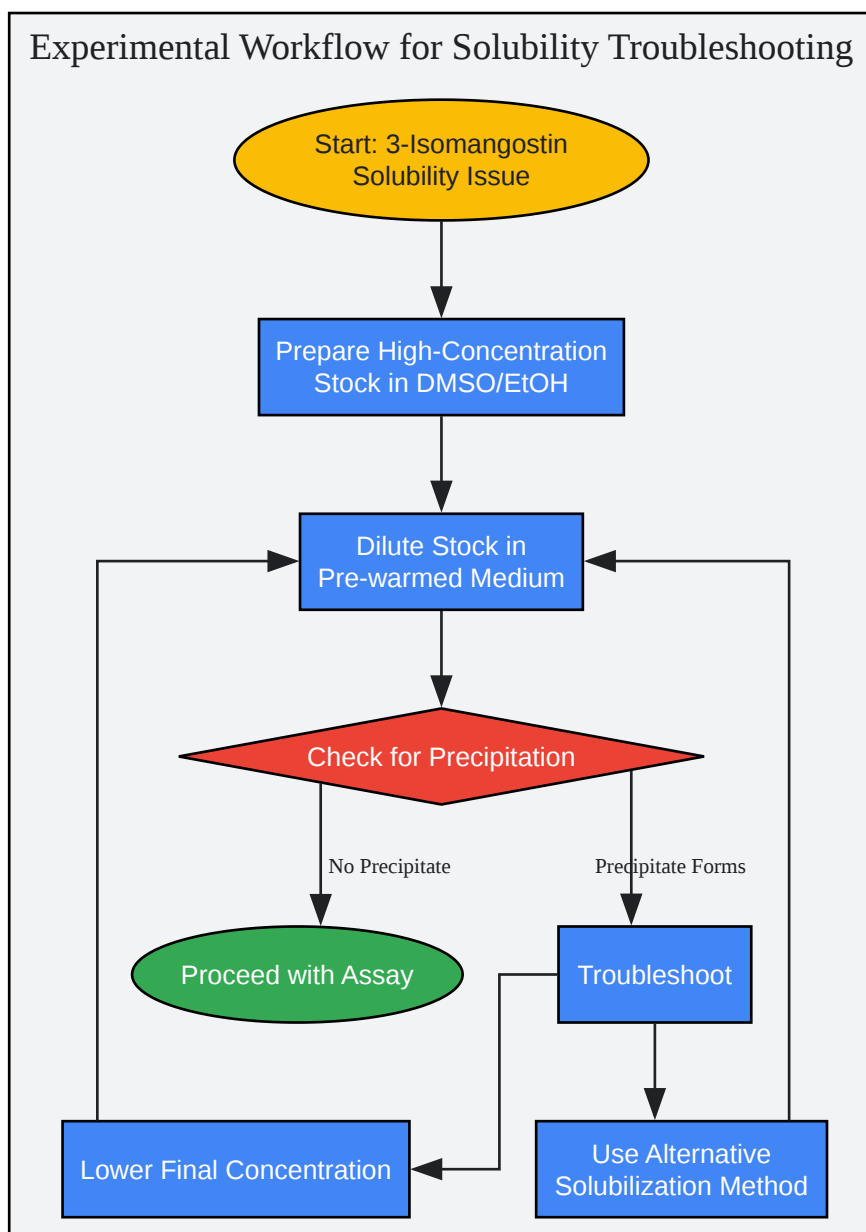 Experimental Workflow for Solubility Troubleshooting
Start: 3-Isomangostin
Solubility Issue
Prepare High-Concentration
Stock in DMSO/EtOH
Dilute Stock in
Pre-warmed Medium
Check for Precipitation
No Precipitate
Precipitate Forms
Proceed with Assay
Troubleshoot
Lower Final Concentration
Use Alternative
Solubilization Method